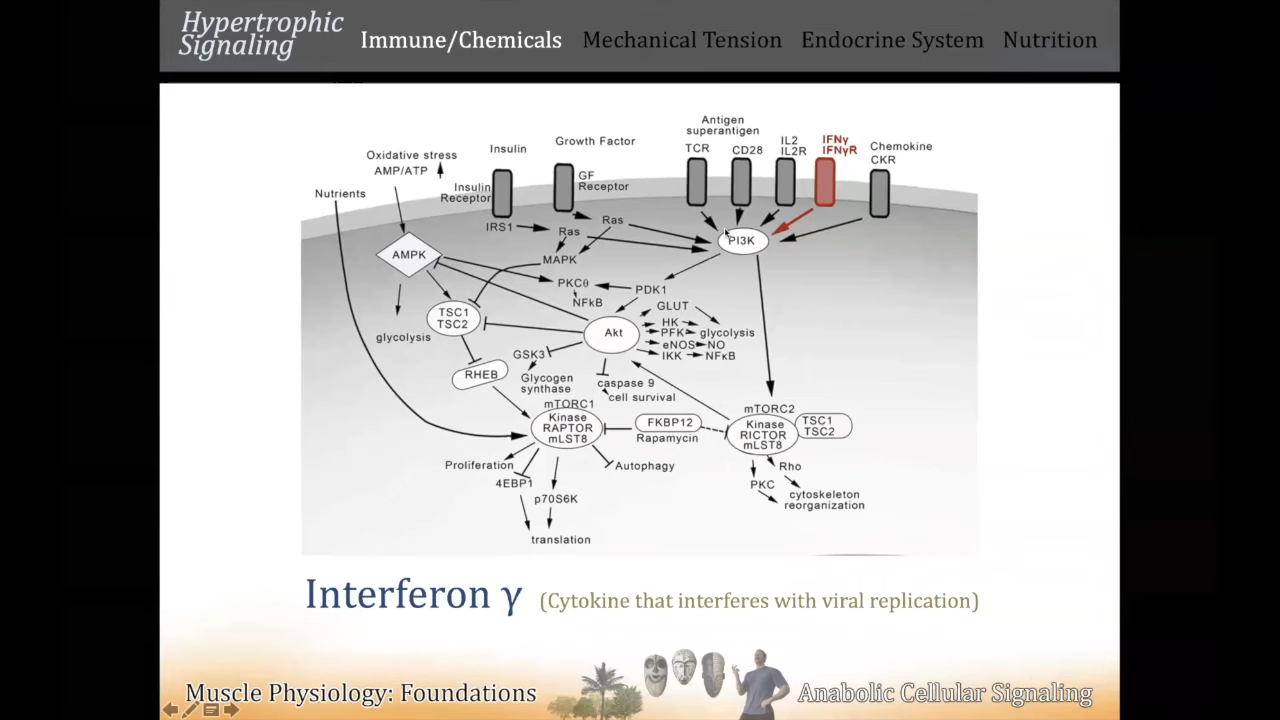 Hypertrophic
Signaling
Immune/Chemicals
Mechanical Tension
Endocrine System
Nutrition
Antigen
superantigen
TCR
CD28
IL2
IL2R
IFNγ
IFNγR
Chemokine
CKR
Growth Factor
GF
Receptor
Insulin
Insulin
Receptor
Oxidative stress
AMP/ATP
Nutrients
IRS1
Ras
Ras
PI3K
AMPK
MAPK
PKCθ
NFkB
PDK1
TSC1
TSC2
glycolysis
Akt
GLUT
HK
PFK
glycolysis
eNOS
NO
IKK
NFκB
GSK3
Glycogen
synthase
caspase 9
cell survival
RHEB
mTORC1
Kinase
RAPTOR
mLST8
FKBP12
Rapamycin
mTORC2
Kinase
RICTOR
mLST8
TSC1
TSC2
Proliferation
4EBP1
p70S6K
Autophagy
translation
Rho
PKC
cytoskeleton
reorganization
Interferon γ (Cytokine that interferes with viral replication)
Muscle Physiology: Foundations
Anabolic Cellular Signaling